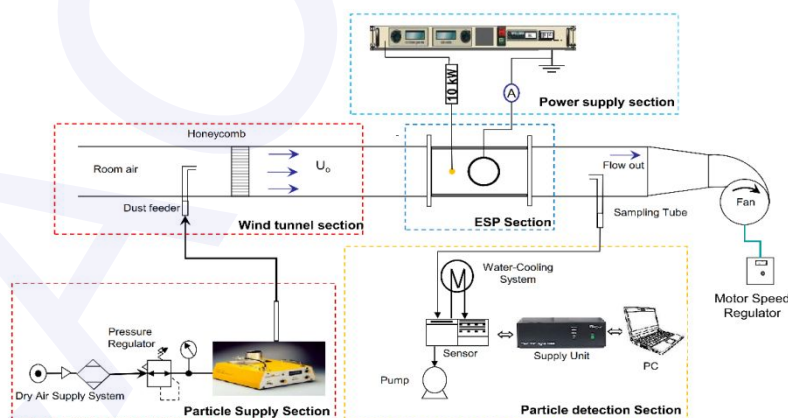 10 kW
A
Power supply section
Honeycomb
Room air
U₀
Flow out
Dust feeder
Wind tunnel section
ESP Section
Sampling Tube
Fan
Water-Cooling
System
M
Motor Speed
Regulator
Pressure
Regulator
Sensor
Supply Unit
PC
Dry Air Supply System
Pump
Particle Supply Section
Particle detection Section